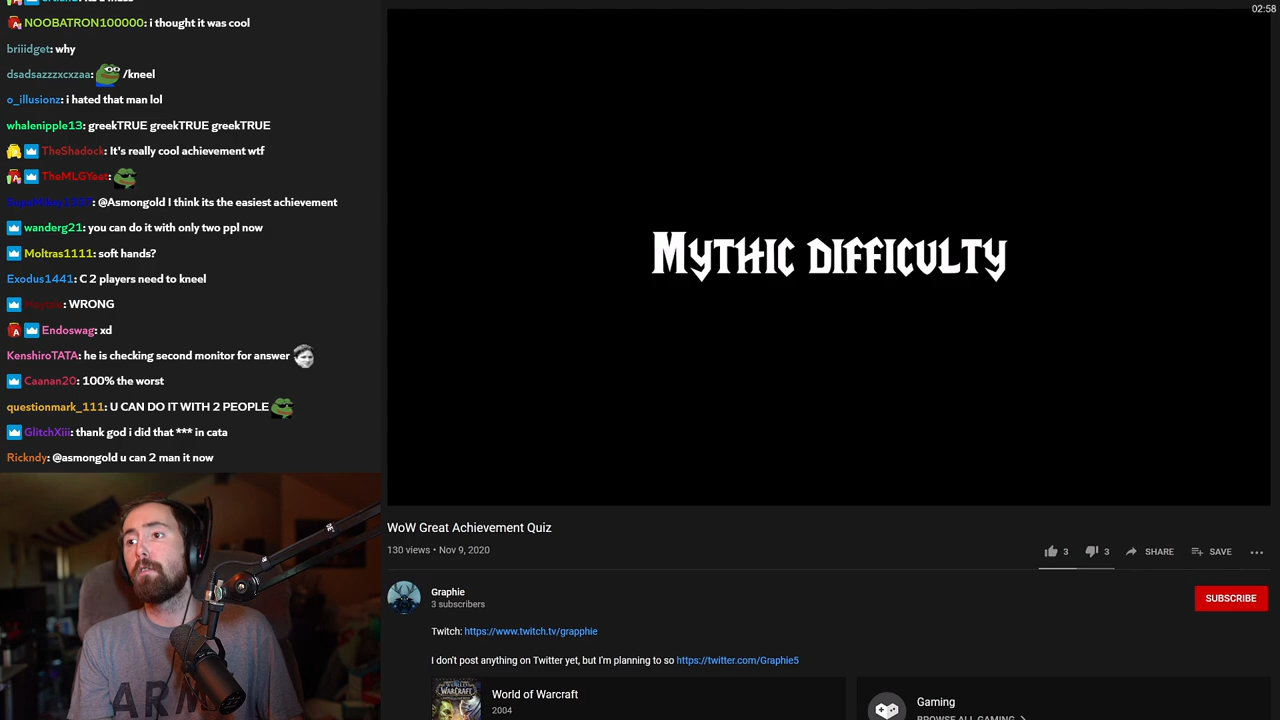 NOOBATRON100000: i thought it was cool
briiidget: why
dsadsazzzxcxzaa: /kneel
o_illusionz: i hated that man lol
whalenipple13: greekTRUE greekTRUE greekTRUE
TheShadock: It's really cool achievement wtf
TheMLGYeet:
@Asmongold I think its the easiest achievement
wanderg21: you can do it with only two ppl now
Moltras1111: soft hands?
Exodus1441: C 2 players need to kneel
: WRONG
Endoswag: xd
KenshiroTATA: he is checking second monitor for answer
Caanan20: 100% the worst
questionmark_111: U CAN DO IT WITH 2 PEOPLE
GlitchXiii: thank god i did that *** in cata
Rickndy: @asmongold u can 2 man it now
02:58
Mythic difficulty
WoW Great Achievement Quiz
130 views • Nov 9, 2020
3
3
SHARE
SAVE
Graphie
3 subscribers
SUBSCRIBE
Twitch: https://www.twitch.tv/grapphie
I don't post anything on Twitter yet, but I'm planning to so https://twitter.com/Graphie5
World of Warcraft
2004
Gaming
BROWSE ALL GAMING